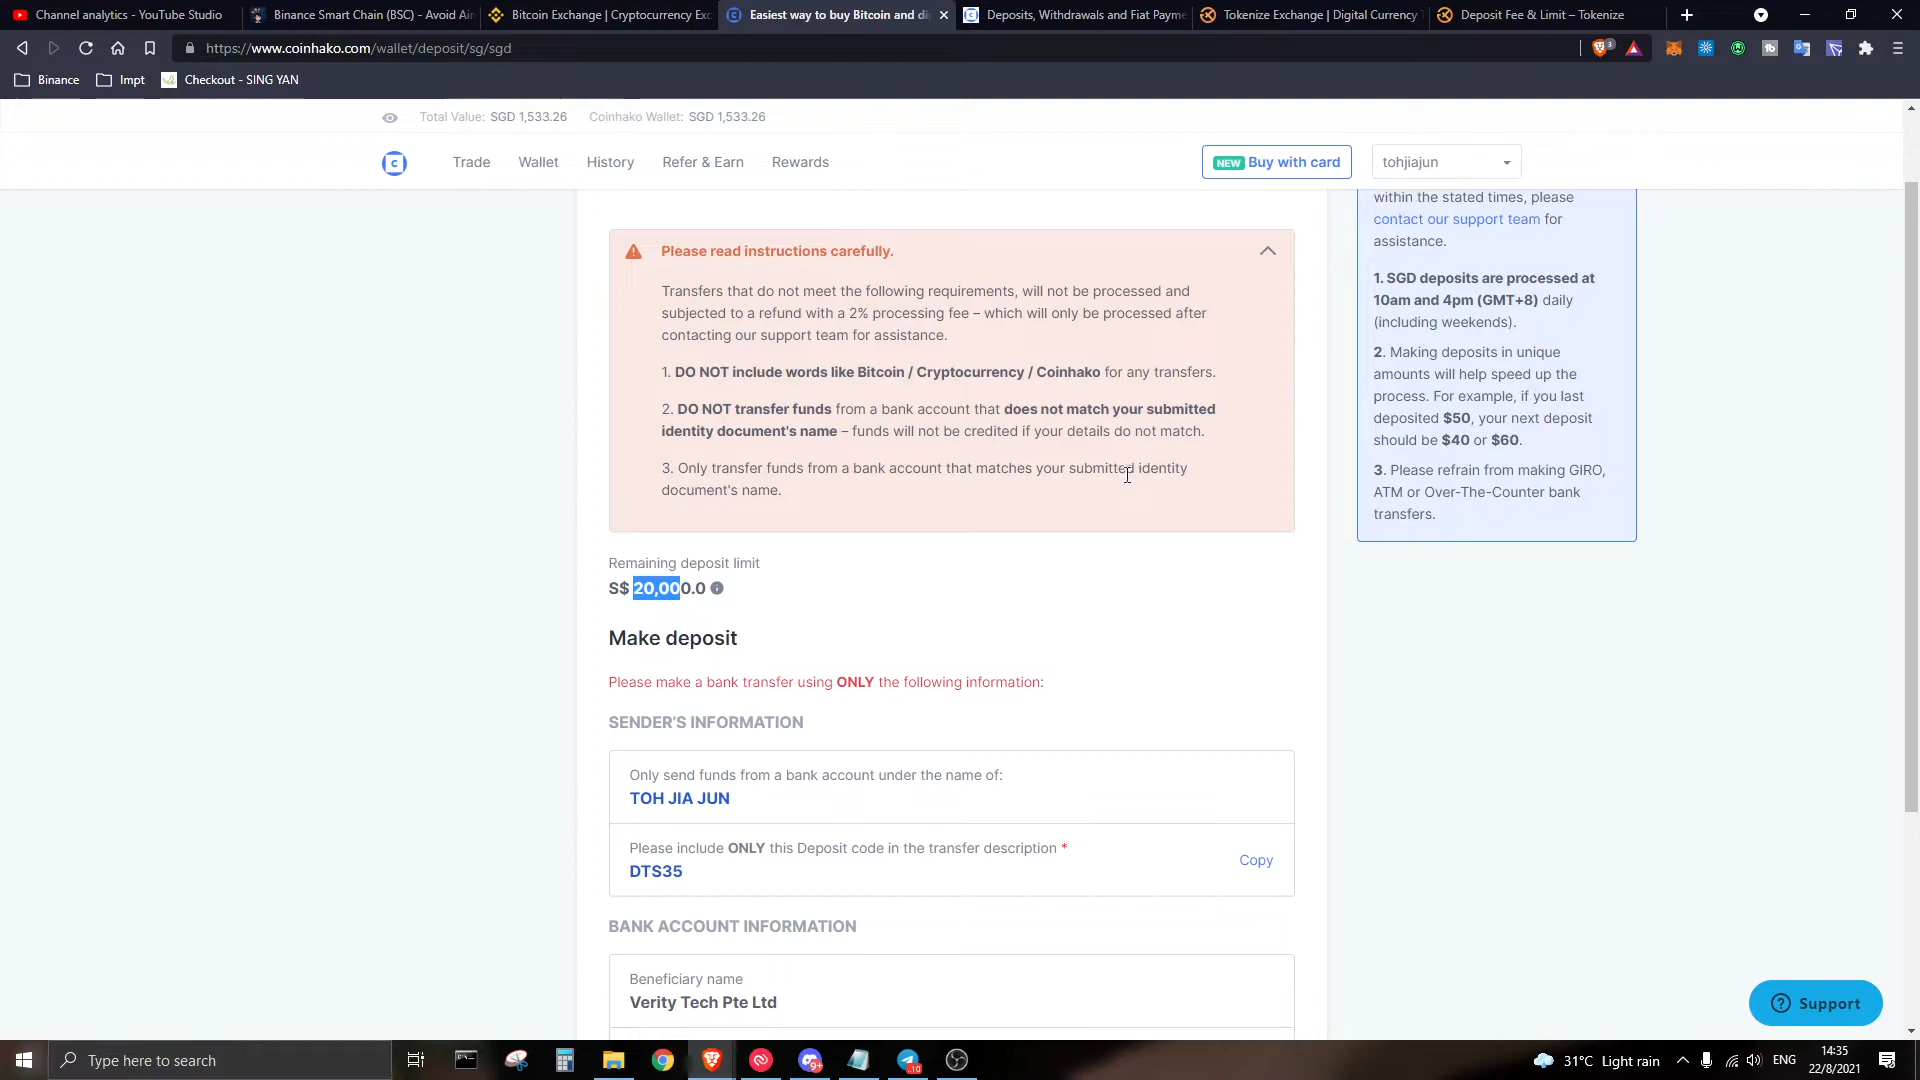 Channel analytics - YouTube Studio
Binance Smart Chain (BSC) - Avoid Air
Bitcoin Exchange | Cryptocurrency Exc
Easiest way to buy Bitcoin and di
Deposits, Withdrawals and Fiat Payme
Tokenize Exchange | Digital Currency T
Deposit Fee & Limit – Tokenize
https://www.coinhako.com/wallet/deposit/sg/sgd
3
Binance
Impt
Checkout - SING YAN
Total Value: SGD 1,533.26
Coinhako Wallet: SGD 1,533.26
Trade
Wallet
History
Refer & Earn
Rewards
NEW Buy with card
tohjiajun
Please read instructions carefully.
Transfers that do not meet the following requirements, will not be processed and
subjected to a refund with a 2% processing fee – which will only be processed after
contacting our support team for assistance.
1. DO NOT include words like Bitcoin / Cryptocurrency / Coinhako for any transfers.
2. DO NOT transfer funds from a bank account that does not match your submitted
identity document's name – funds will not be credited if your details do not match.
3. Only transfer funds from a bank account that matches your submitted identity
document's name.
within the stated times, please
contact our support team for
assistance.
1. SGD deposits are processed at
10am and 4pm (GMT+8) daily
(including weekends).
2. Making deposits in unique
amounts will help speed up the
process. For example, if you last
deposited $50, your next deposit
should be $40 or $60.
3. Please refrain from making GIRO,
ATM or Over-The-Counter bank
transfers.
Remaining deposit limit
S$ 20,000.0
Make deposit
Please make a bank transfer using ONLY the following information:
SENDER'S INFORMATION
Only send funds from a bank account under the name of:
TOH JIA JUN
Please include ONLY this Deposit code in the transfer description *
DTS35
Copy
BANK ACCOUNT INFORMATION
Beneficiary name
Verity Tech Pte Ltd
Support
Type here to search
31°C Light rain
ENG
14:35
22/8/2021